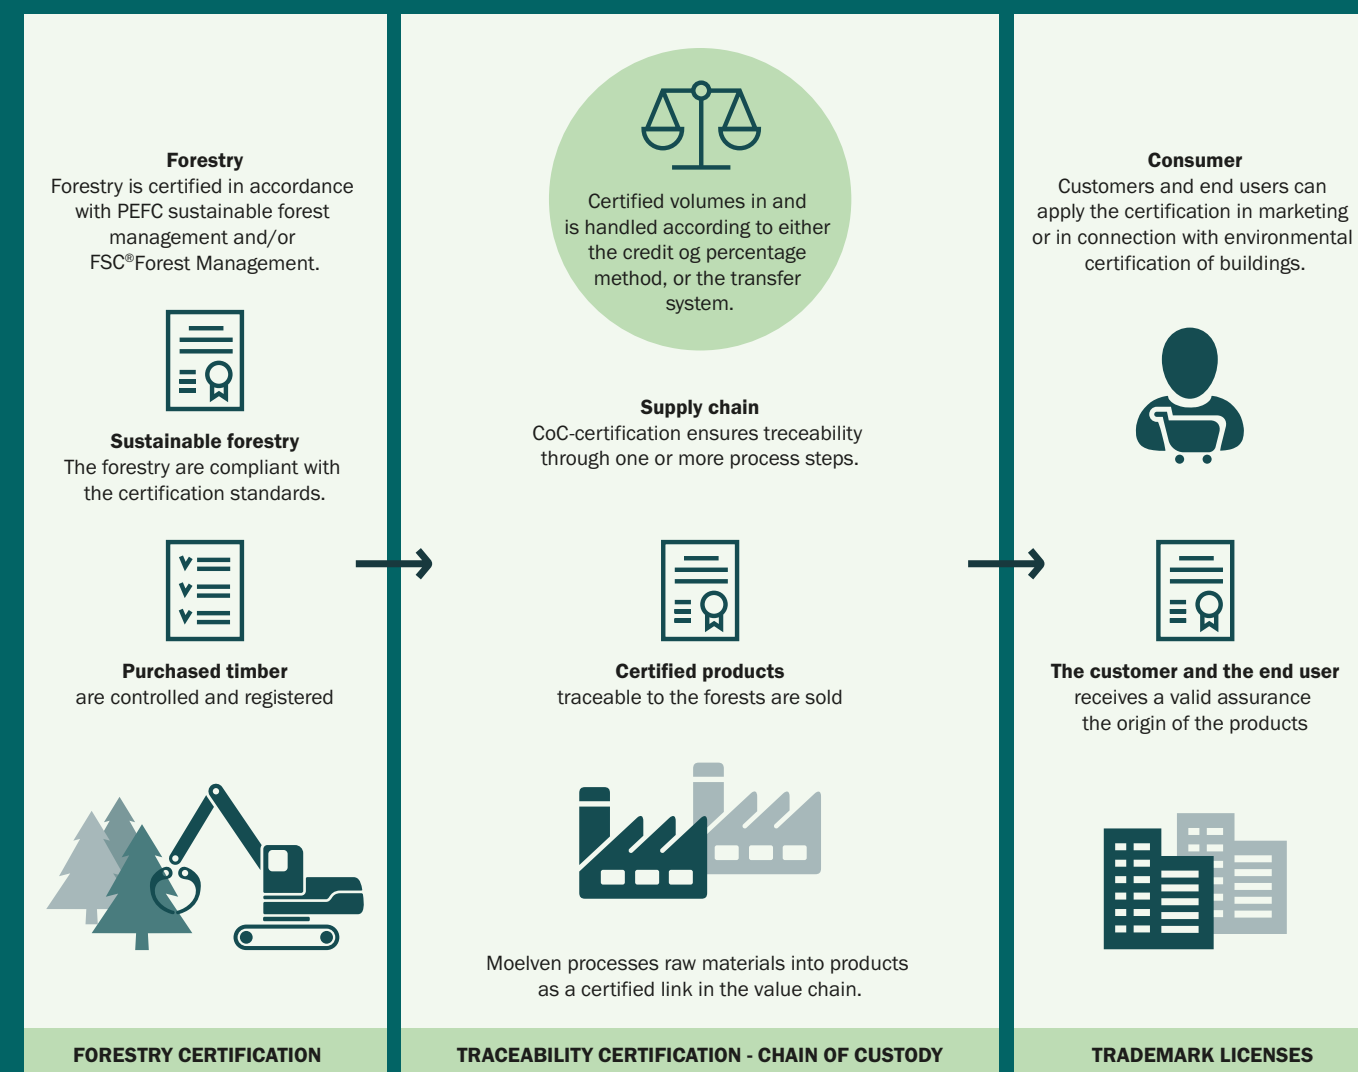 Forestry
Forestry is certified in accordance
with PEFC sustainable forest
management and/or
FSC®Forest Management.
Sustainable forestry
The forestry are compliant with
the certification standards.
Purchased timber
are controlled and registered
FORESTRY CERTIFICATION
Certified volumes in and
is handled according to either
the credit og percentage
method, or the transfer
system.
Supply chain
CoC-certification ensures treceability
through one or more process steps.
Certified products
traceable to the forests are sold
Moelven processes raw materials into products
as a certified link in the value chain.
TRACEABILITY CERTIFICATION - CHAIN OF CUSTODY
Consumer
Customers and end users can
apply the certification in marketing
or in connection with environmental
certification of buildings.
The customer and the end user
receives a valid assurance
the origin of the products
TRADEMARK LICENSES